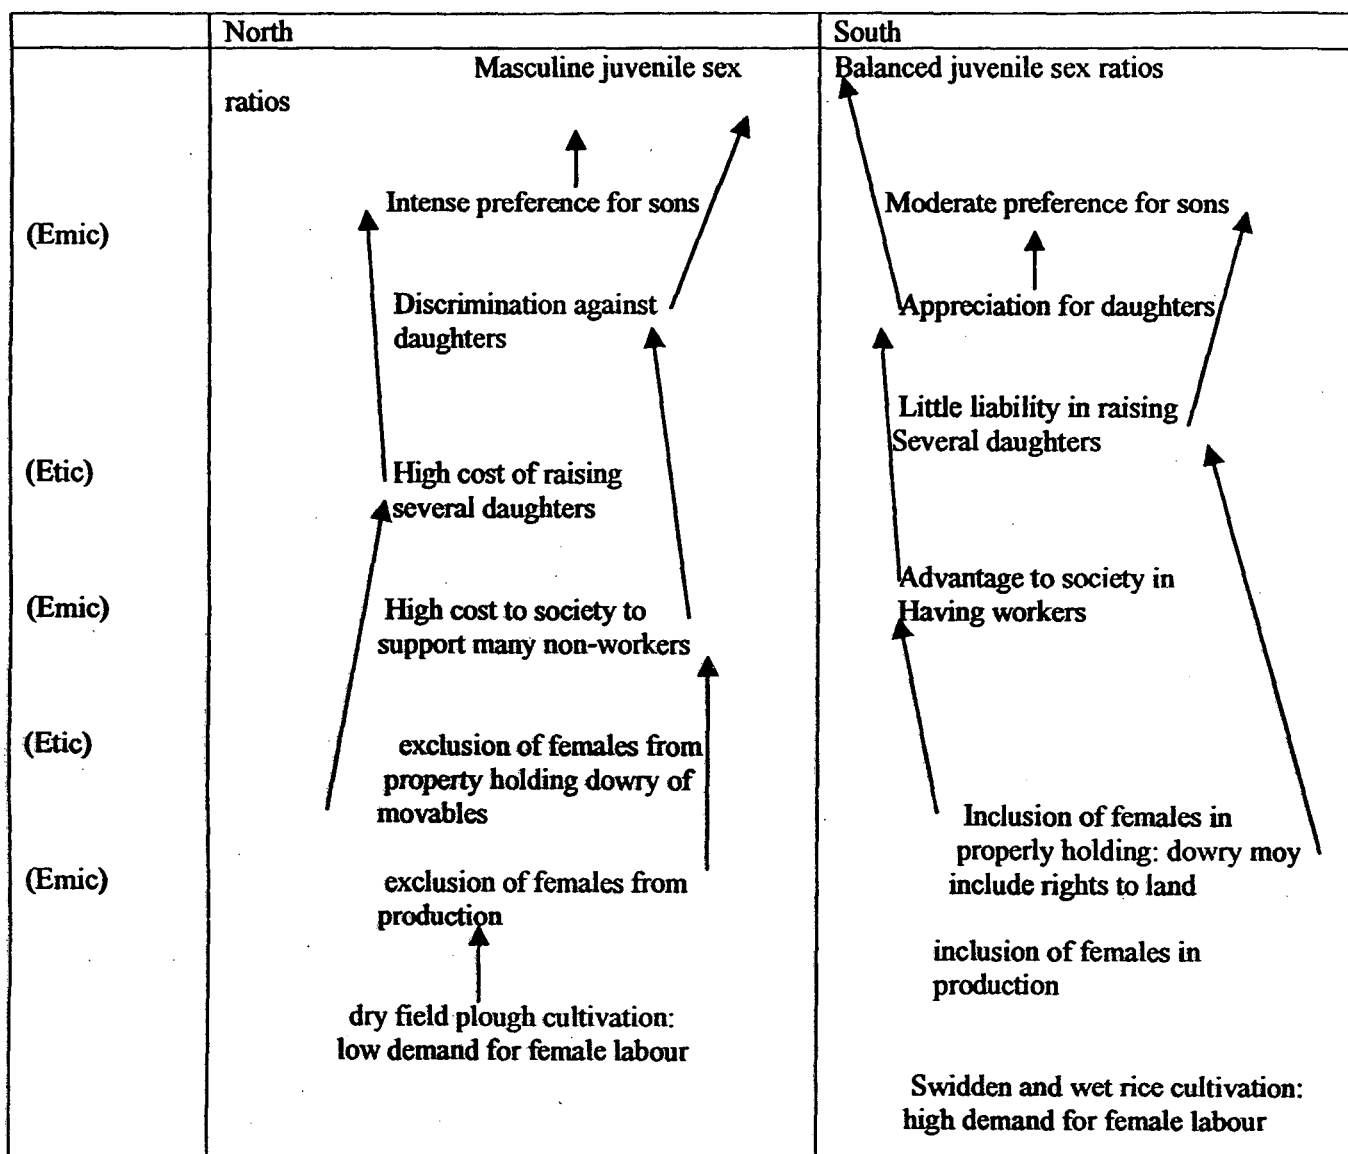 North
South
Masculine juvenile sex
ratios
Balanced juvenile sex ratios
(Emic)
Intense preference for sons
Moderate preference for sons
Discrimination against
daughters
Appreciation for daughters
Little liability in raising
Several daughters
(Etic)
High cost of raising
several daughters
(Emic)
High cost to society to
support many non-workers
Advantage to society in
Having workers
(Etic)
exclusion of females from
property holding dowry of
movables
Inclusion of females in
properly holding: dowry moy
include rights to land
(Emic)
exclusion of females from
production
inclusion of females in
production
dry field plough cultivation:
low demand for female labour
Swidden and wet rice cultivation:
high demand for female labour